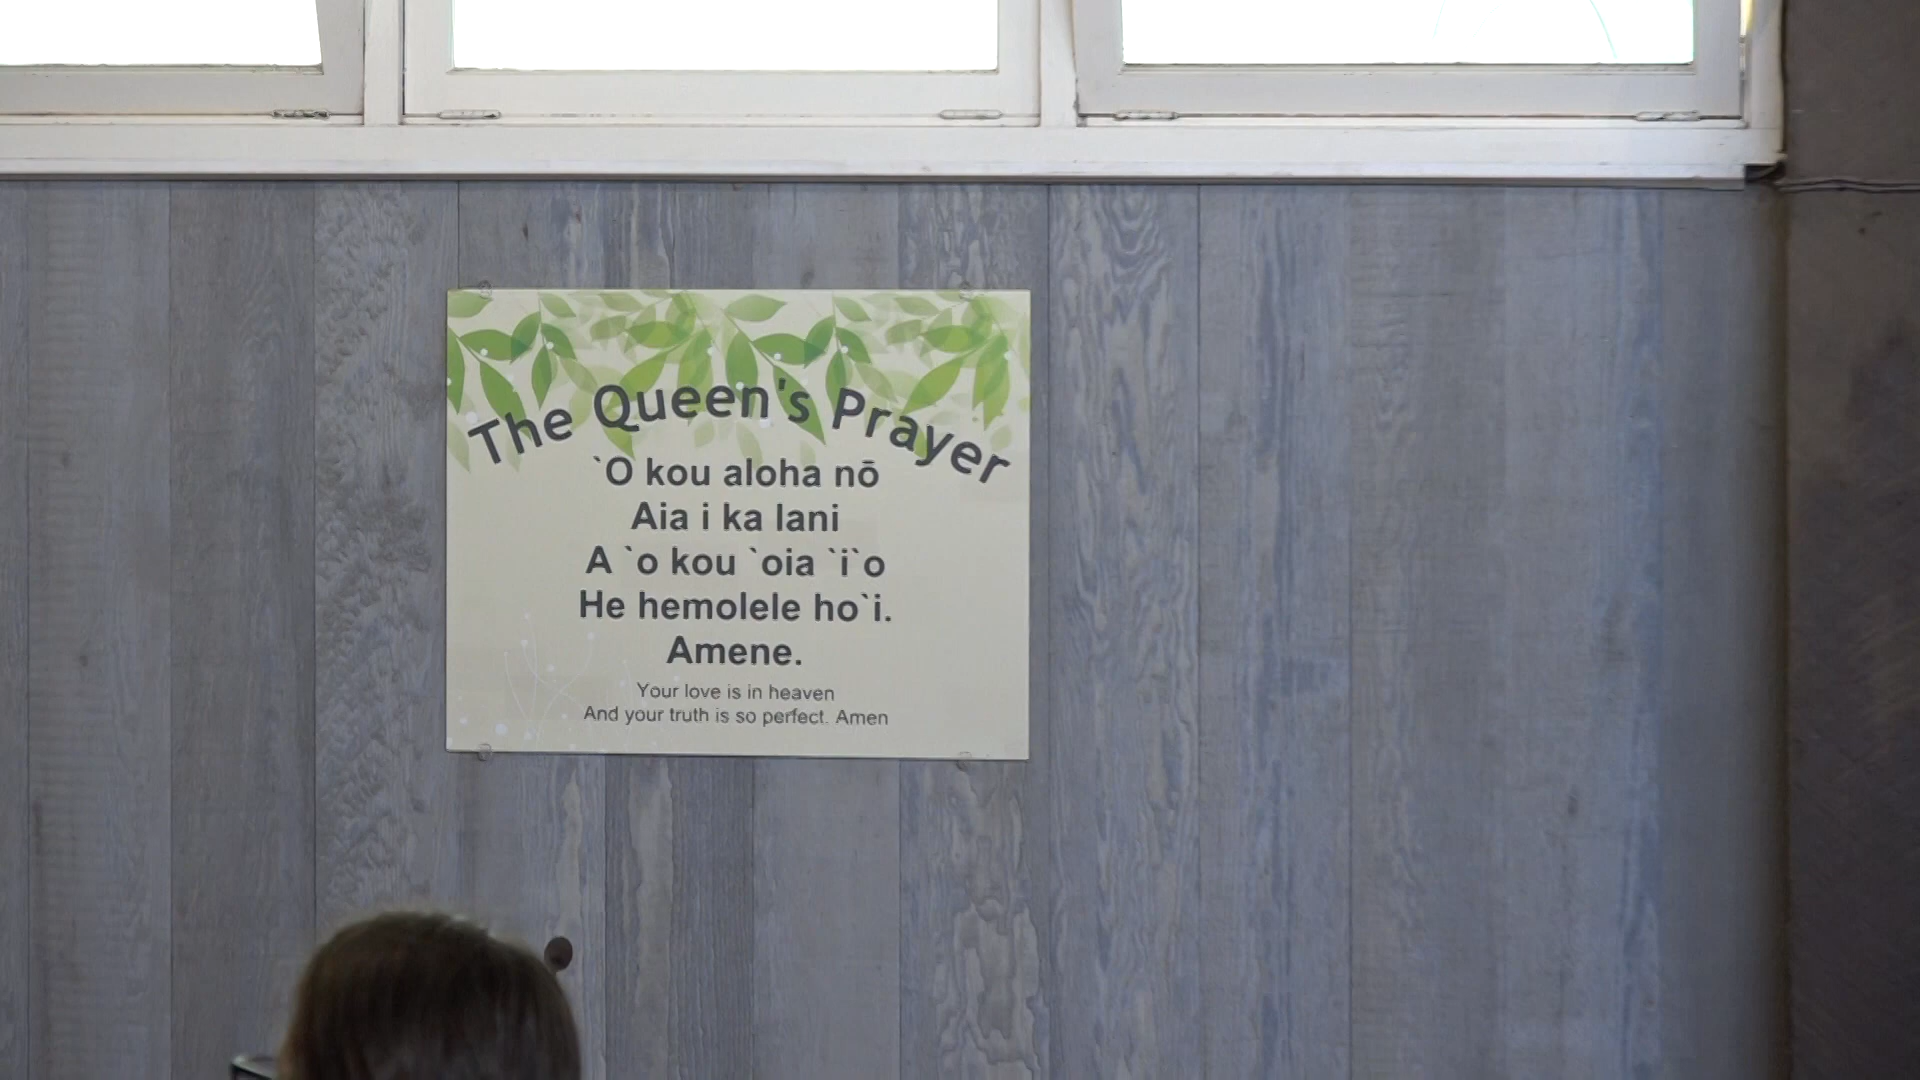 The Queen's Prayer
`O kou aloha nō
Aia i ka lani
A `o kou `oia `i`o
He hemolele ho`i.
Amene.
Your love is in heaven
And your truth is so perfect. Amen